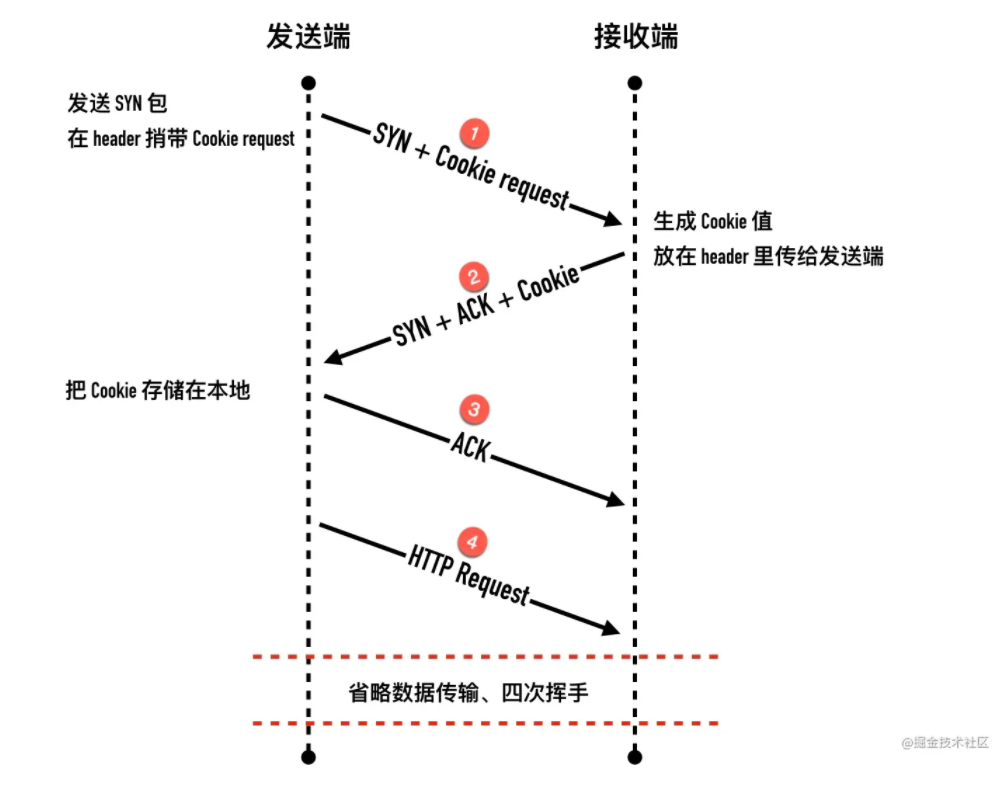 发送端
接收端
发送 SYN 包
在 header 捎带 Cookie request
1
SYN + Cookie request
生成 Cookie 值
放在 header 里传给发送端
2
SYN + ACK + Cookie
把 Cookie 存储在本地
3
ACK
4
HTTP Request
省略数据传输、四次挥手
@掘金技术社区